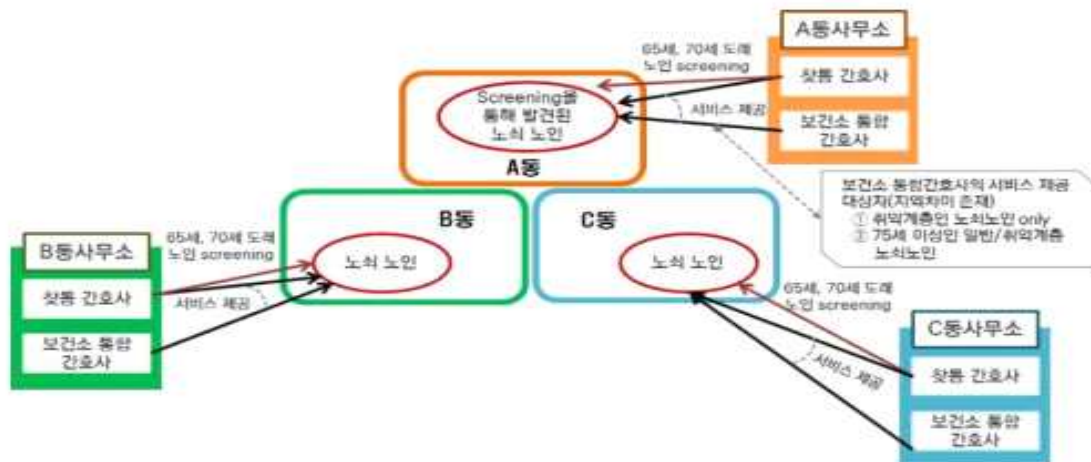 A동사무소
65세, 70세 도래
노인 screening
찾동 간호사
Screening을
통해 발견된
노쇠 노인
서비스 제공
보건소 통합
간호사
A동
보건소 통합간호사의 서비스 제공
대상자(지역차이 존재)
① 취약계층인 노쇠노인 only
② 75세 이상인 일반/취약계층
노쇠노인
B동
C동
B동사무소
65세, 70세 도래
노인 screening
노쇠 노인
노쇠 노인
찾동 간호사
서비스 제공
보건소 통합
간호사
65세, 70세 도래
노인 screening
C동사무소
찾동 간호사
서비스 제공
보건소 통합
간호사